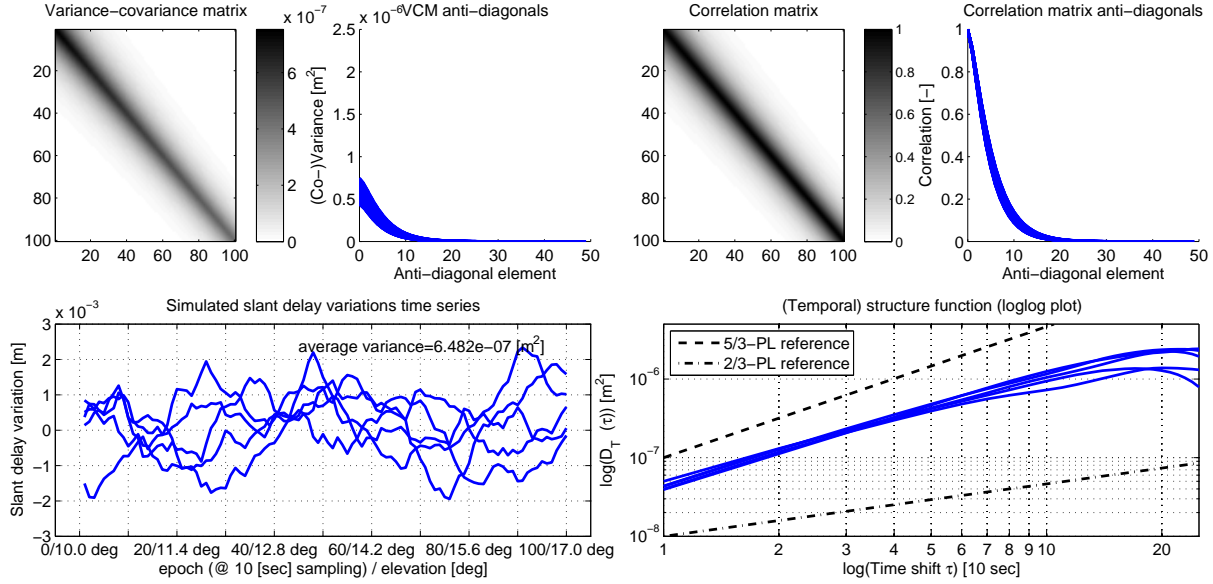 Variance−covariance matrix
x 10−7
x 10−6
VCM anti−diagonals
Correlation matrix
Correlation matrix anti−diagonals
20
40
60
80
100
20 40 60 80 100
0
2
4
6
(Co−)Variance [m2]
0
0.5
1
1.5
2
2.5
0 10 20 30 40 50
Anti−diagonal element
20
40
60
80
100
20 40 60 80 100
0
0.2
0.4
0.6
0.8
1
Correlation [−]
0
0.2
0.4
0.6
0.8
1
0 10 20 30 40 50
Anti−diagonal element
x 10−3
Simulated slant delay variations time series
average variance=6.482e−07 [m2]
Slant delay variation [m]
3
2
1
0
−1
−2
−3
0/10.0 deg 20/11.4 deg 40/12.8 deg 60/14.2 deg 80/15.6 deg 100/17.0 deg
epoch (@ 10 [sec] sampling) / elevation [deg]
(Temporal) structure function (loglog plot)
5/3−PL reference
2/3−PL reference
log(DT (τ)) [m2]
10−6
10−7
10−8
1 2 3 4 5 6 7 8 9 10 20
log(Time shift τ) [10 sec]